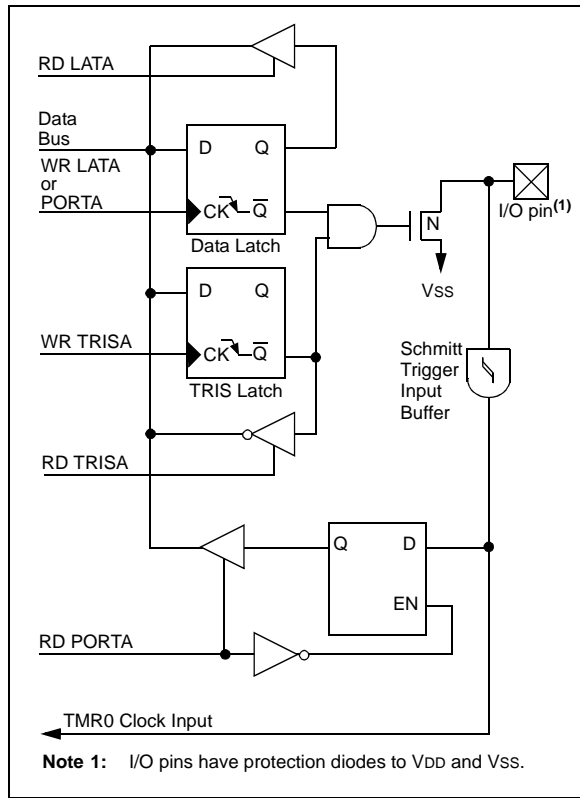 RD LATA
Data
Bus
WR LATA
or
PORTA
D Q
CK Q
Data Latch
N
I/O pin(1)
VSS
D Q
CK Q
TRIS Latch
WR TRISA
Schmitt
Trigger
Input
Buffer
RD TRISA
Q D
EN
RD PORTA
TMR0 Clock Input
Note 1: I/O pins have protection diodes to VDD and VSS.